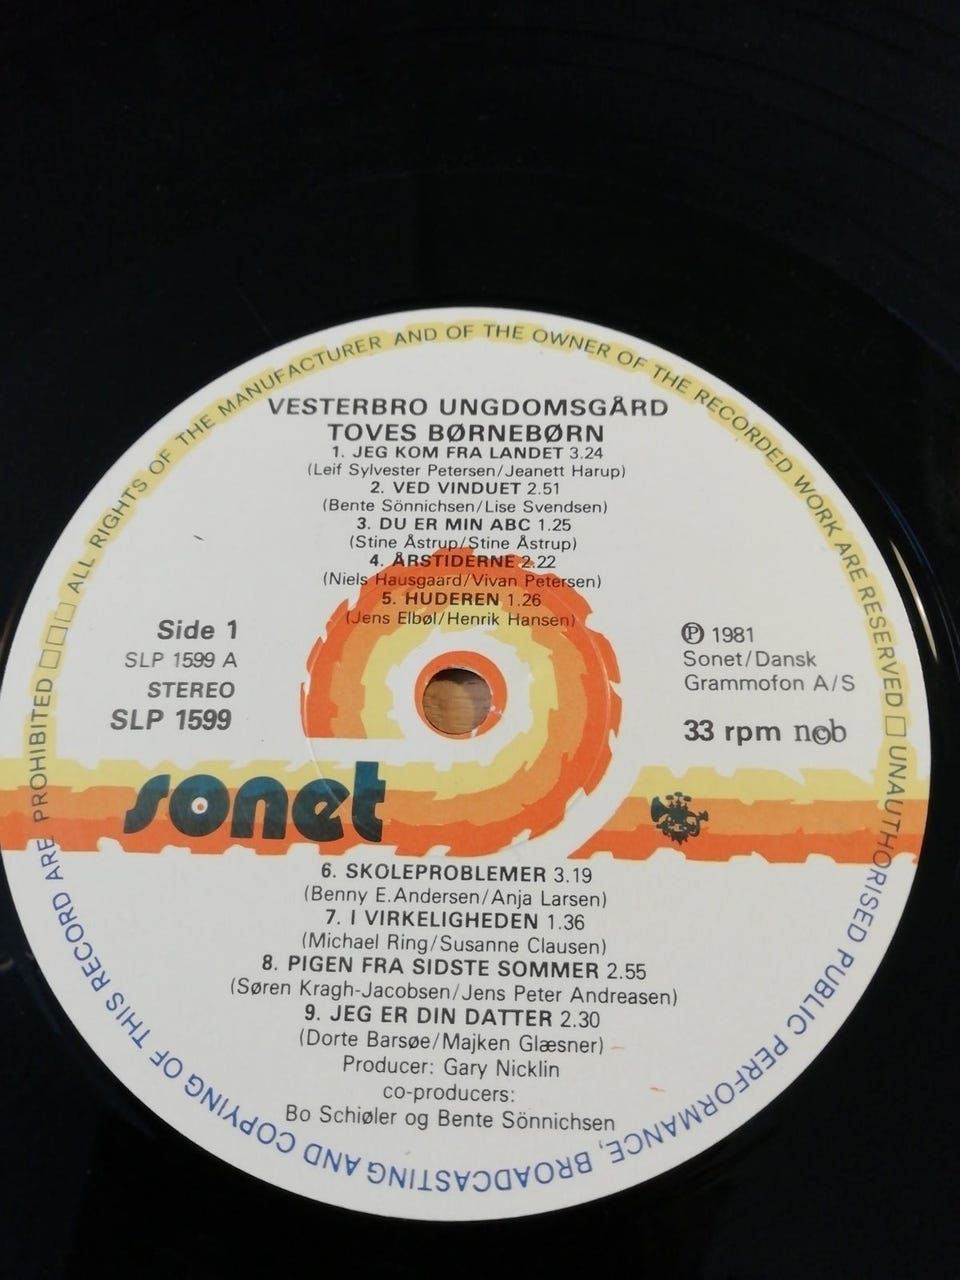 ALL RIGHTS OF THE MANUFACTURER AND OF THE OWNER OF THE RECORDED WORK ARE RESERVED □ UNAUTHORISED PUBLIC PERFORMANCE, BROADCASTING AND COPYING OF THIS RECORD ARE PROHIBITED □□□
VESTERBRO UNGDOMSGÅRD
TOVES BØRNEBØRN
1. JEG KOM FRA LANDET 3.24
(Leif Sylvester Petersen/Jeanett Harup)
2. VED VINDUET 2.51
(Bente Sönnichsen/Lise Svendsen)
3. DU ER MIN ABC 1.25
(Stine Åstrup/Stine Åstrup)
4. ÅRSTIDERNE 2.22
(Niels Hausgaard/Vivan Petersen)
5. HUDEREN 1.26
(Jens Elbøl/Henrik Hansen)
Side 1
SLP 1599 A
STEREO
SLP 1599
℗ 1981
Sonet/Dansk
Grammofon A/S
33 rpm n©b
sonet
6. SKOLEPROBLEMER 3.19
(Benny E.Andersen/Anja Larsen)
7. I VIRKELIGHEDEN 1.36
(Michael Ring/Susanne Clausen)
8. PIGEN FRA SIDSTE SOMMER 2.55
(Søren Kragh-Jacobsen/Jens Peter Andreasen)
9. JEG ER DIN DATTER 2.30
(Dorte Barsøe/Majken Glæsner)
Producer: Gary Nicklin
co-producers:
Bo Schiøler og Bente Sönnichsen